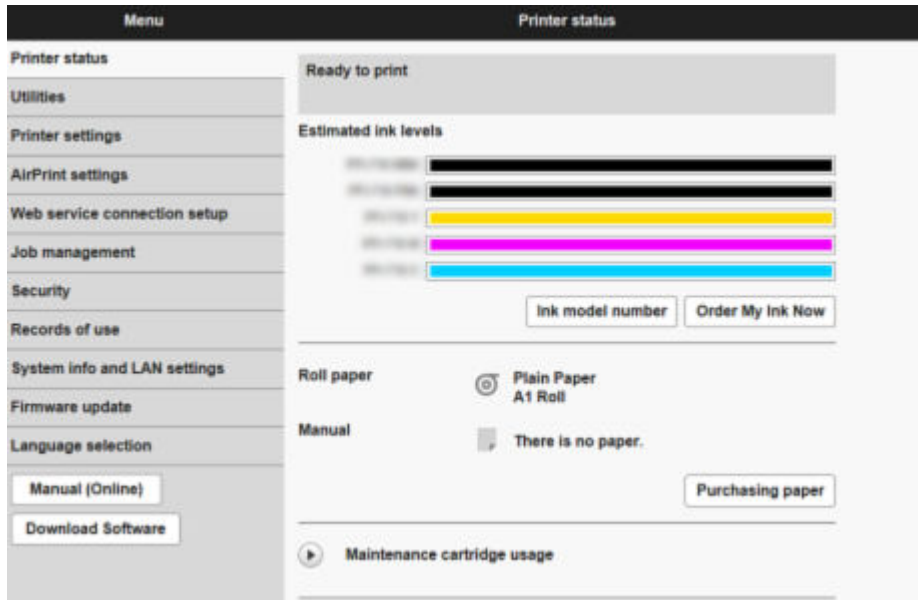 Menu
Printer status
Printer status
Utilities
Printer settings
AirPrint settings
Web service connection setup
Job management
Security
Records of use
System info and LAN settings
Firmware update
Language selection
Manual (Online)
Download Software
Ready to print
Estimated ink levels
Ink model number
Order My Ink Now
Roll paper
Plain Paper
A1 Roll
Manual
There is no paper.
Purchasing paper
Maintenance cartridge usage